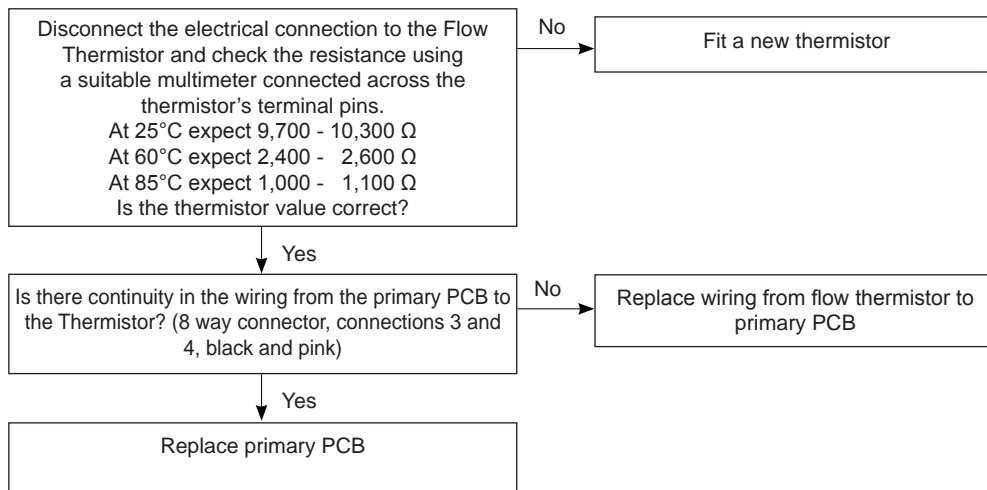 Disconnect the electrical connection to the Flow
Thermistor and check the resistance using
a suitable multimeter connected across the
thermistor’s terminal pins.
At 25°C expect 9,700 - 10,300 Ω
At 60°C expect 2,400 - 2,600 Ω
At 85°C expect 1,000 - 1,100 Ω
Is the thermistor value correct?
No
Fit a new thermistor
Yes
Is there continuity in the wiring from the primary PCB to
the Thermistor? (8 way connector, connections 3 and
4, black and pink)
No
Replace wiring from flow thermistor to
primary PCB
Yes
Replace primary PCB